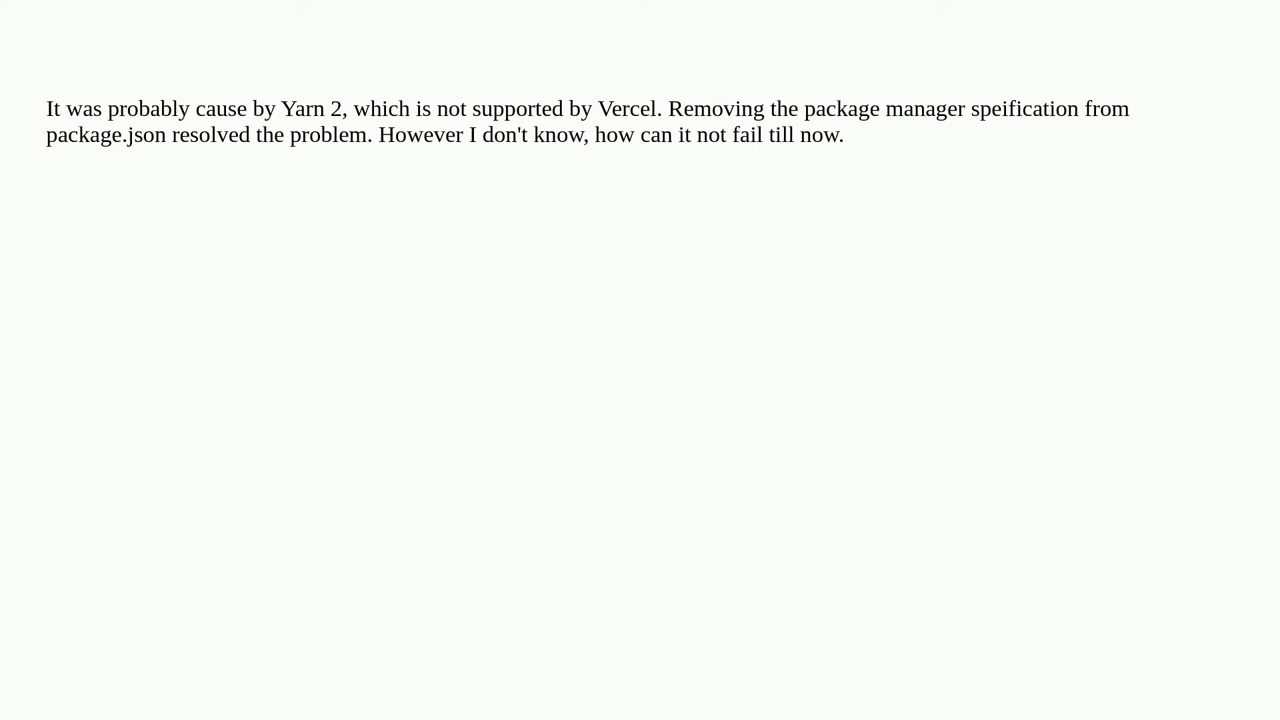 It was probably cause by Yarn 2, which is not supported by Vercel. Removing the package manager speification from
package.json resolved the problem. However I don't know, how can it not fail till now.